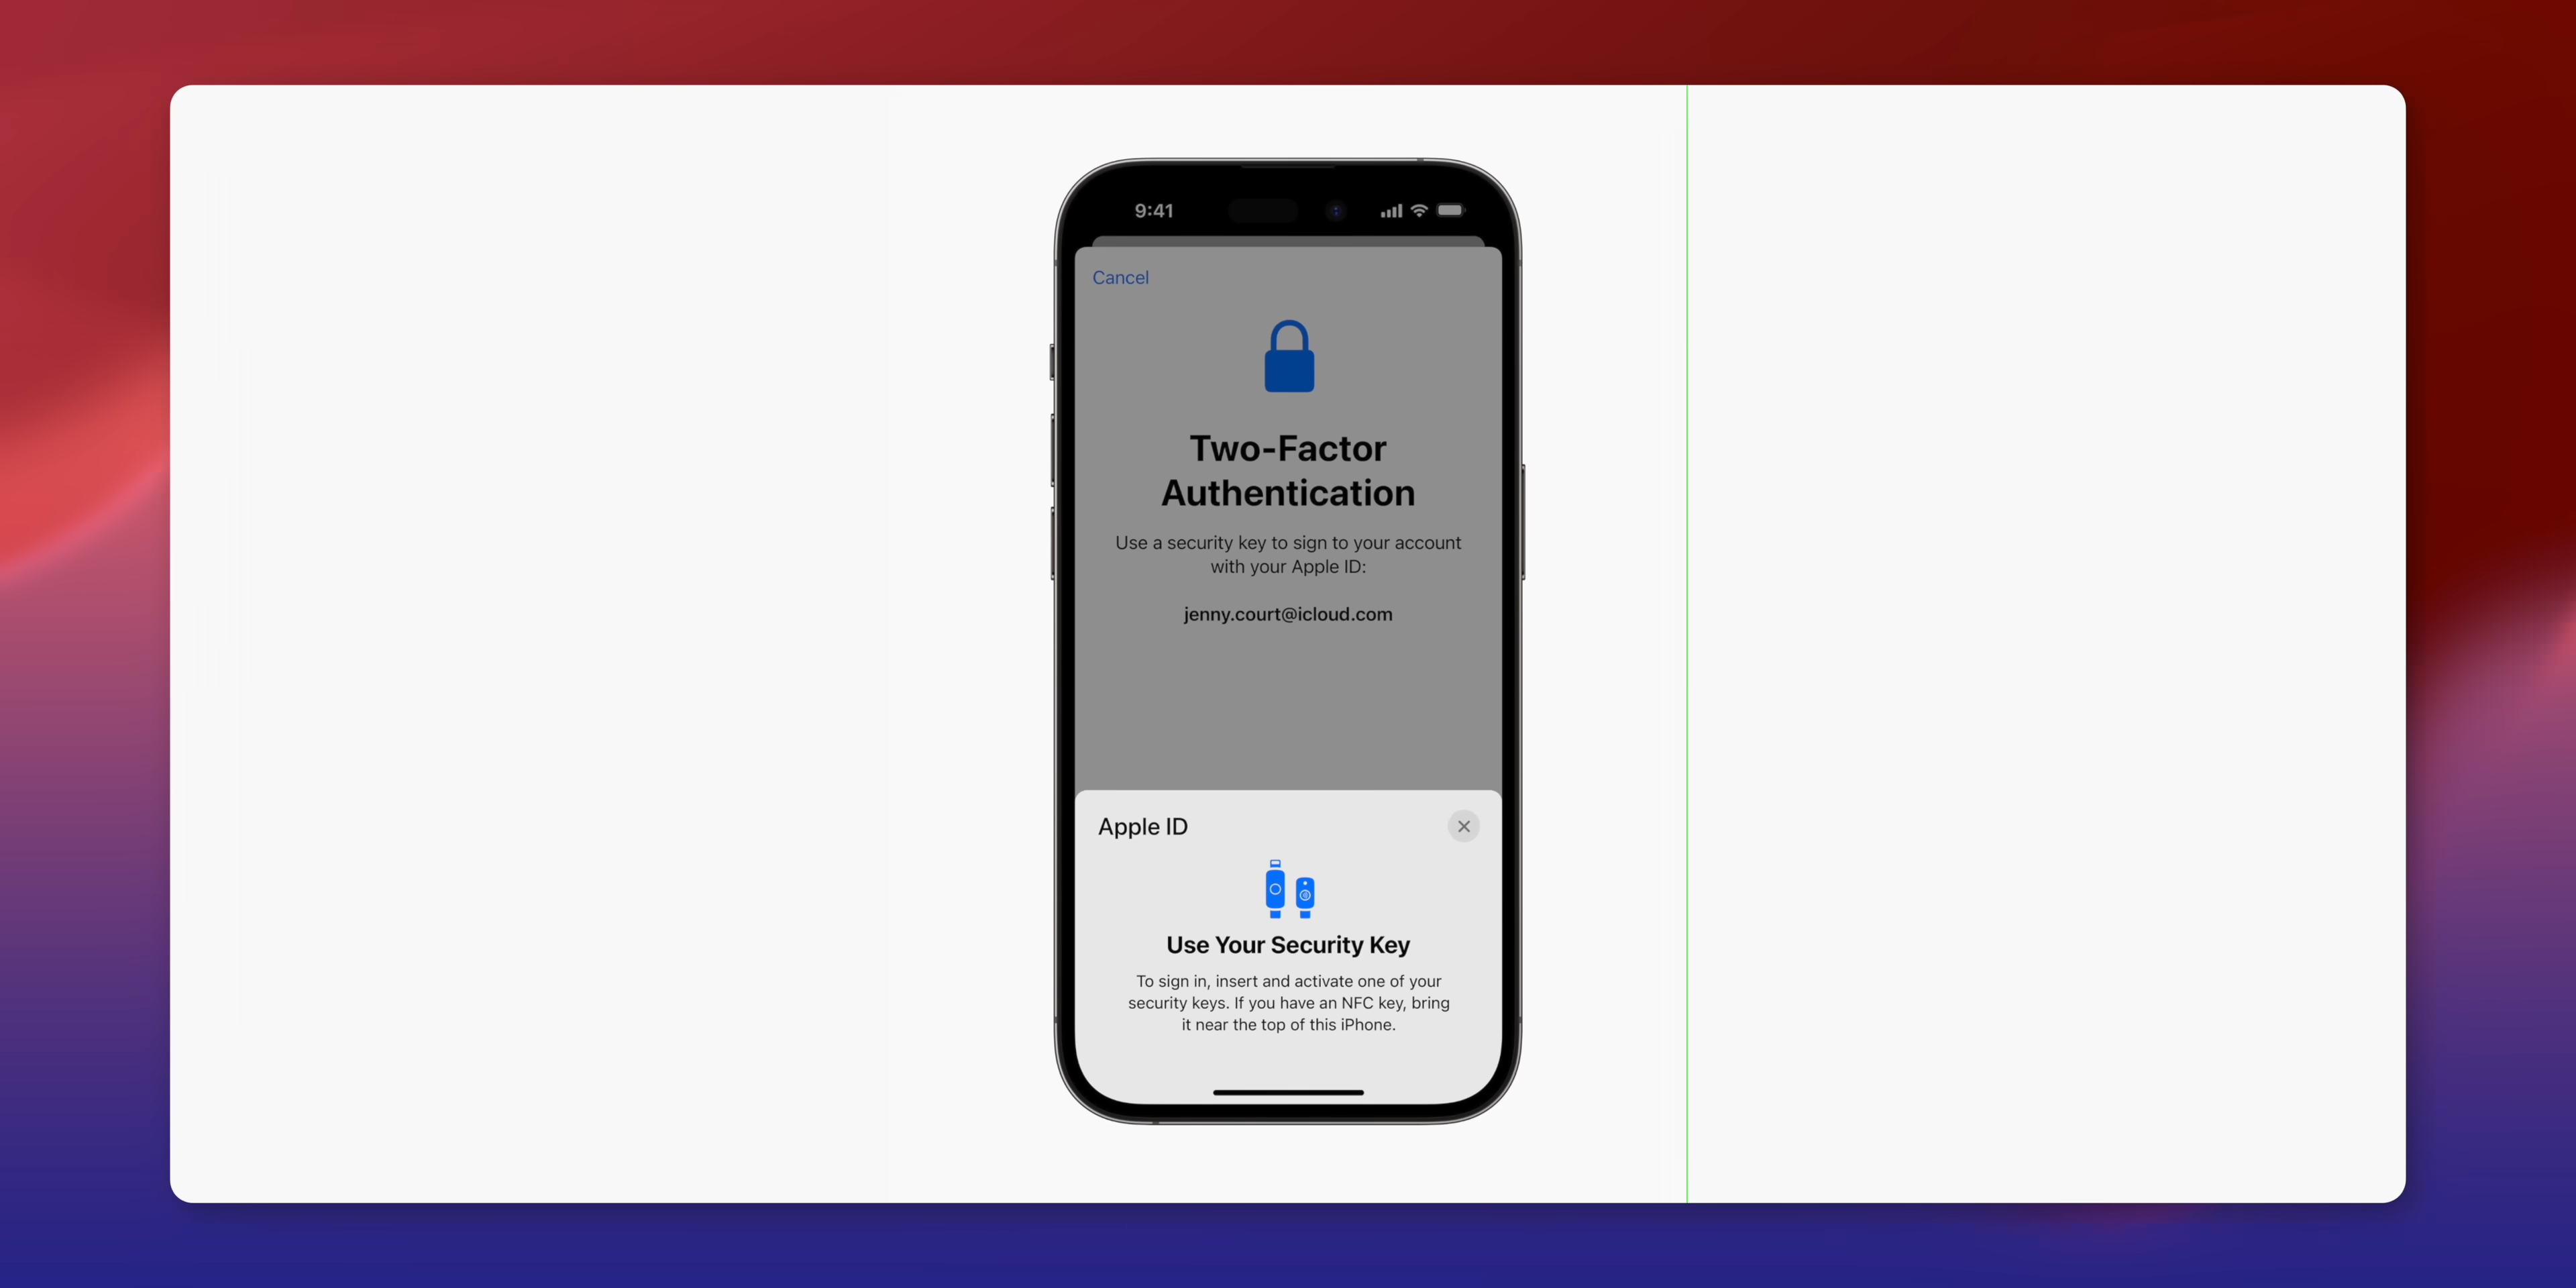 9:41
Cancel
Two-Factor
Authentication
Use a security key to sign to your account
with your Apple ID:
jenny.court@icloud.com
Apple ID
Use Your Security Key
To sign in, insert and activate one of your
security keys. If you have an NFC key, bring
it near the top of this iPhone.